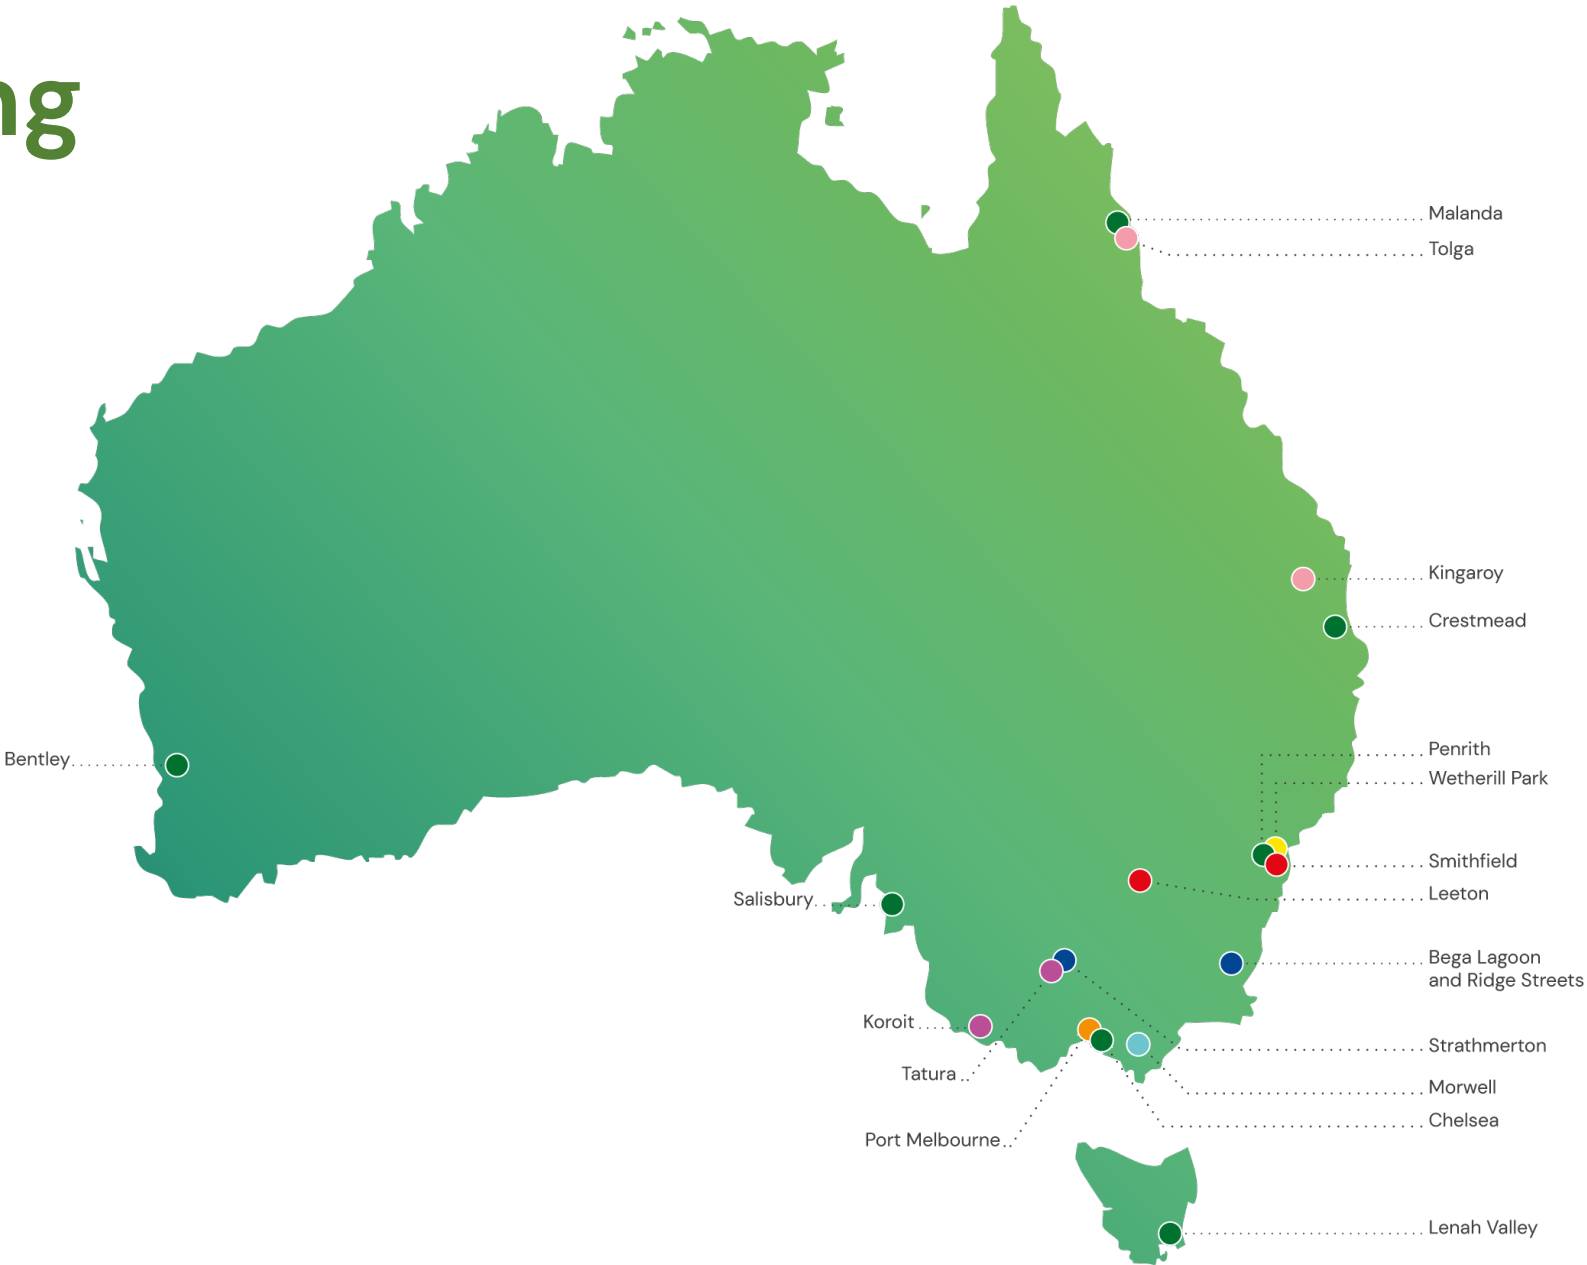 ng
Malanda
Tolga
Kingaroy
Crestmead
Penrith
Bentley
Wetherill Park
Smithfield
Leeton
Salisbury
Bega Lagoon
and Ridge Streets
Koroit
Strathmerton
Tatura
Morwell
Chelsea
Port Melbourne
Lenah Valley